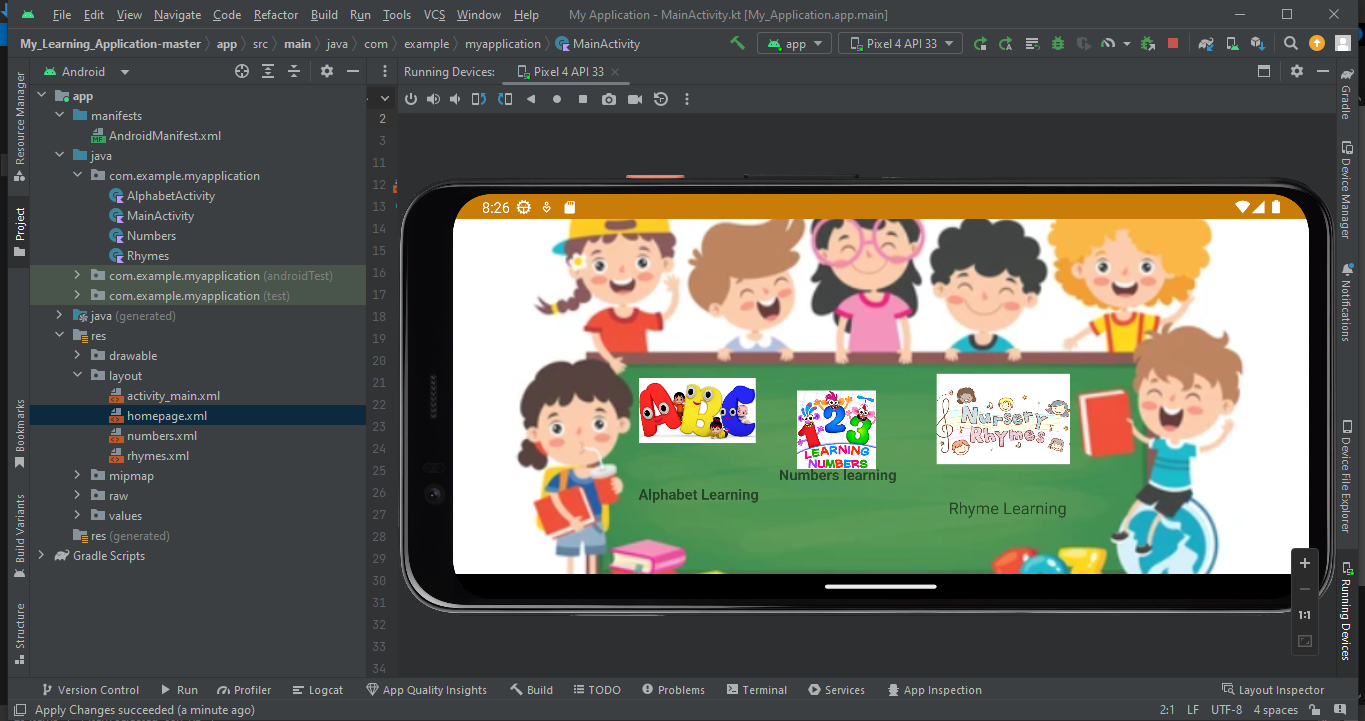 File Edit View Navigate Code Refactor Build Run Tools VCS Window Help My Application - MainActivity.kt [My_Application.app.main]
My_Learning_Application-master app src main java com example myapplication MainActivity app Pixel 4 API 33
Android Running Devices: Pixel 4 API 33
app
manifests
AndroidManifest.xml
java
com.example.myapplication
AlphabetActivity
MainActivity
Numbers
Rhymes
com.example.myapplication (androidTest)
com.example.myapplication (test)
java (generated)
res
drawable
layout
activity_main.xml
homepage.xml
numbers.xml
rhymes.xml
mipmap
raw
values
res (generated)
Gradle Scripts
Resource Manager
Project
Bookmarks
Build Variants
Structure
2
3
11
12
13
14
15
16
17
18
19
20
21
22
23
24
25
26
27
28
29
30
31
32
33
34
8:26
ABC
123
LEARNING
NUMBERS
Nursery
Rhymes
Alphabet Learning
Numbers learning
Rhyme Learning
1:1
Gradle
Device Manager
Notifications
Device File Explorer
Running Devices
Version Control Run Profiler Logcat App Quality Insights Build TODO Problems Terminal Services App Inspection Layout Inspector
Apply Changes succeeded (a minute ago) 2:1 LF UTF-8 4 spaces